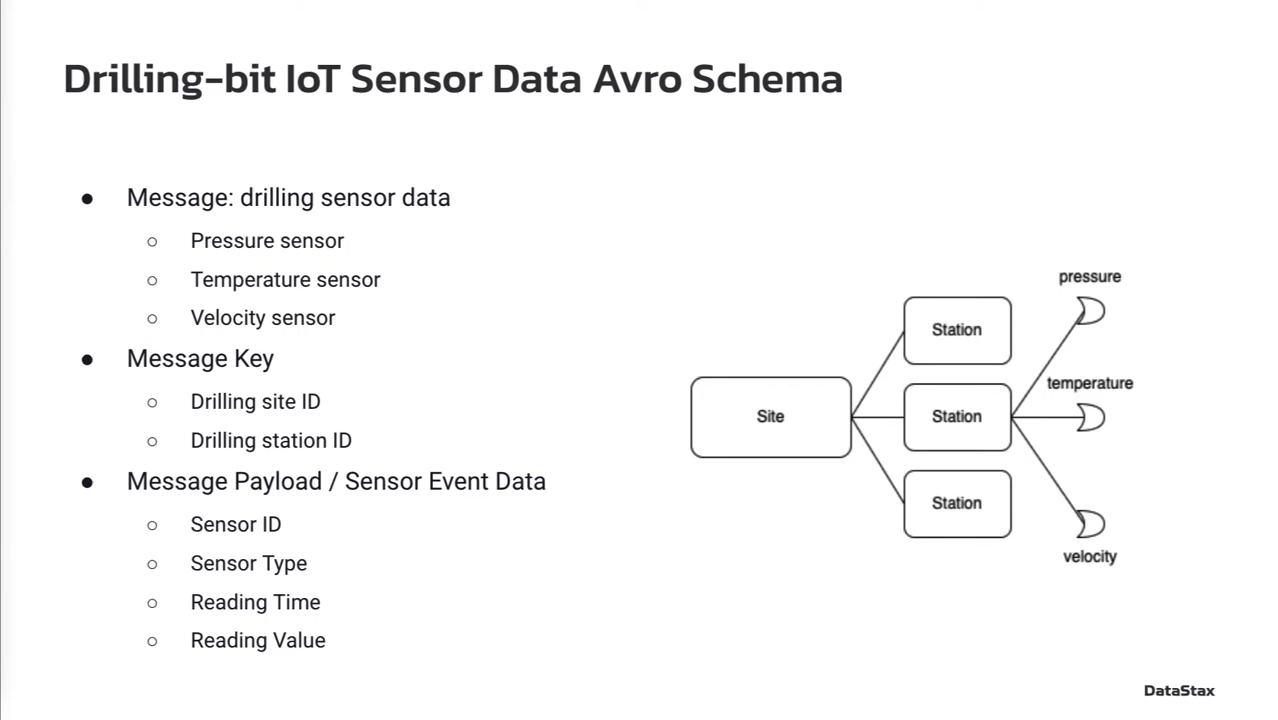 Drilling-bit IoT Sensor Data Avro Schema
● Message: drilling sensor data
○ Pressure sensor
○ Temperature sensor
○ Velocity sensor
● Message Key
○ Drilling site ID
○ Drilling station ID
● Message Payload / Sensor Event Data
○ Sensor ID
○ Sensor Type
○ Reading Time
○ Reading Value
Site
Station
Station
Station
pressure
temperature
velocity
DataStax